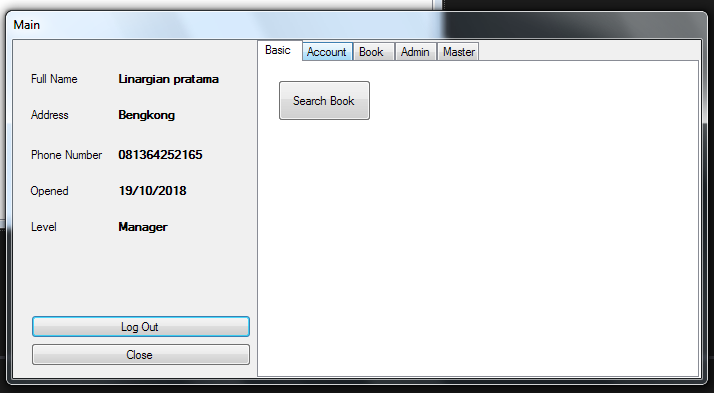 Main
Full Name Linargian pratama
Address Bengkong
Phone Number 081364252165
Opened 19/10/2018
Level Manager
Log Out
Close
Basic Account Book Admin Master
Search Book